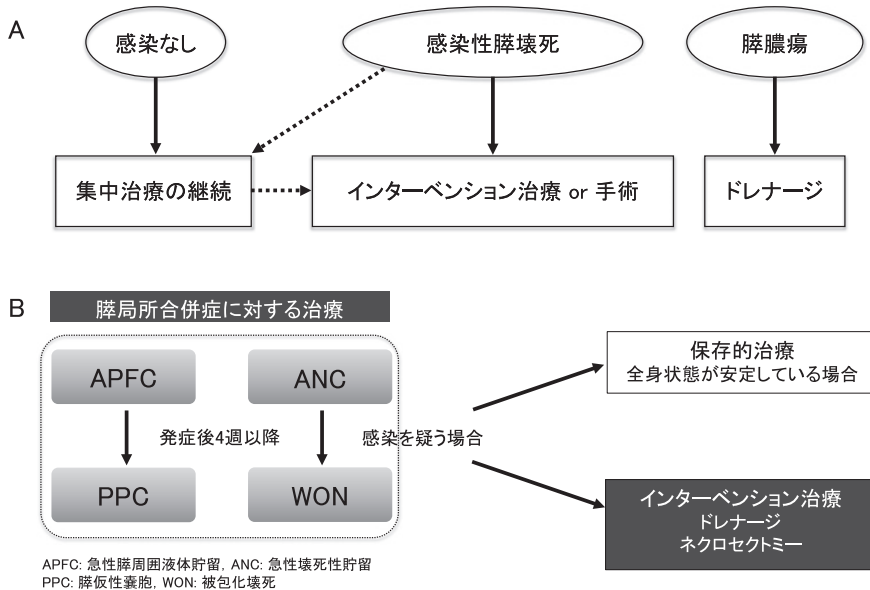 A
感染なし
感染性膵壊死
膵膿瘍
集中治療の継続
インターベンション治療 or 手術
ドレナージ
B
膵局所合併症に対する治療
APFC
ANC
発症後4週以降
感染を疑う場合
PPC
WON
保存的治療
全身状態が安定している場合
インターベンション治療
ドレナージ
ネクロセクトミー
APFC: 急性膵周囲液体貯留, ANC: 急性壊死性貯留
PPC: 膵仮性嚢胞, WON: 被包化壊死